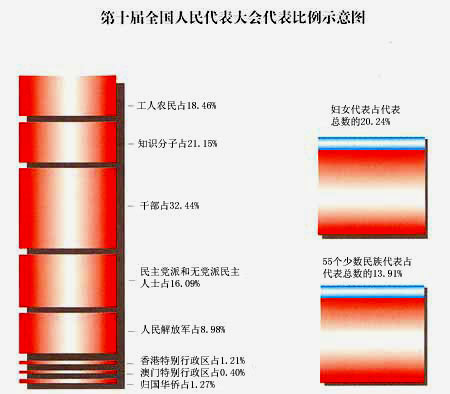 第十届全国人民代表大会代表比例示意图
工人农民占18.46%
知识分子占21.15%
干部占32.44%
民主党派和无党派民主
人士占16.09%
人民解放军占8.98%
香港特别行政区占1.21%
澳门特别行政区占0.40%
归国华侨占1.27%
妇女代表占代表
总数的20.24%
55个少数民族代表占
代表总数的13.91%